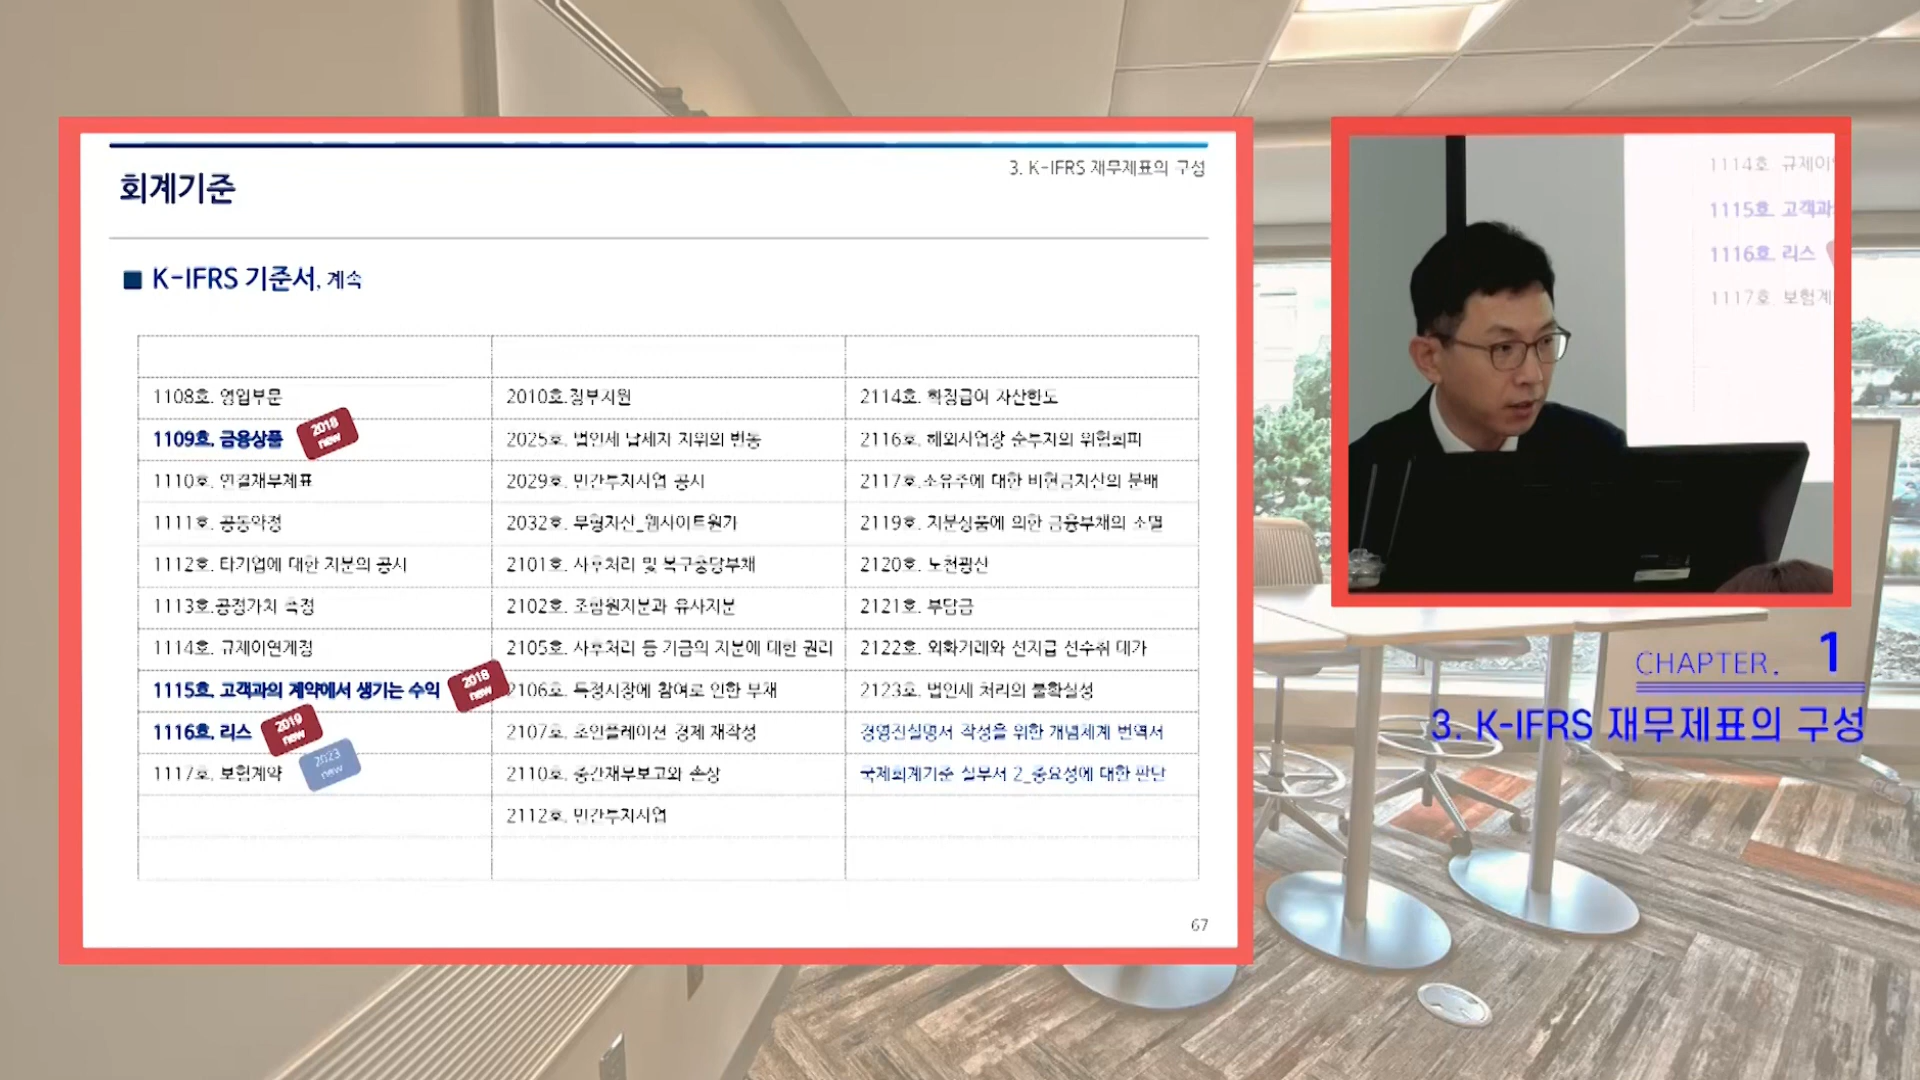 3. K-IFRS 재무제표의 구성
회계기준
K-IFRS 기준서, 계속
1108호. 영업부문
2010호.정부지원
2114호. 확정급여 자산한도
1109호. 금융상품
2018 new
2025호. 법인세 납세자 지위의 변동
2116호. 해외사업장 순투자의 위험회피
1110호. 연결재무제표
2029호. 민간투자사업 공시
2117호.소유주에 대한 비현금자산의 분배
1111호. 공동약정
2032호. 무형자산_웹사이트원가
2119호. 지분상품에 의한 금융부채의 소멸
1112호. 타기업에 대한 지분의 공시
2101호. 사후처리 및 복구충당부채
2120호. 노천광산
1113호.공정가치 측정
2102호. 조합원지분과 유사지분
2121호. 부담금
1114호. 규제이연계정
2105호. 사후처리 등 기금의 지분에 대한 권리
2122호. 외화거래와 선지급 선수취 대가
1115호. 고객과의 계약에서 생기는 수익
2018 new
2106호. 특정시장에 참여로 인한 부채
2123호. 법인세 처리의 불확실성
1116호. 리스
2019 new
2107호. 초인플레이션 경제 재작성
경영진설명서 작성을 위한 개념체계 번역서
1117호. 보험계약
2023 new
2110호. 중간재무보고와 손상
국제회계기준 실무서 2_중요성에 대한 판단
2112호. 민간투자사업
67
1114호. 규제이
1115호. 고객과
1116호. 리스
1117호. 보험계
CHAPTER. 1
3. K-IFRS 재무제표의 구성